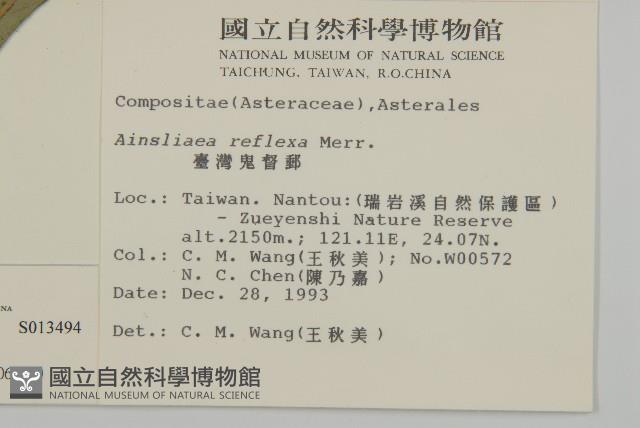 國立自然科學博物館
NATIONAL MUSEUM OF NATURAL SCIENCE
TAICHUNG, TAIWAN, R.O.CHINA
Compositae(Asteraceae),Asterales
Ainsliaea reflexa Merr.
臺灣鬼督郵
Loc.: Taiwan. Nantou:(瑞岩溪自然保護區)
- Zueyenshi Nature Reserve
alt.2150m.; 121.11E, 24.07N.
Col.: C. M. Wang(王秋美); No.W00572
N. C. Chen(陳乃嘉)
Date: Dec. 28, 1993
Det.: C. M. Wang(王秋美)
S013494
國立自然科學博物館
NATIONAL MUSEUM OF NATURAL SCIENCE